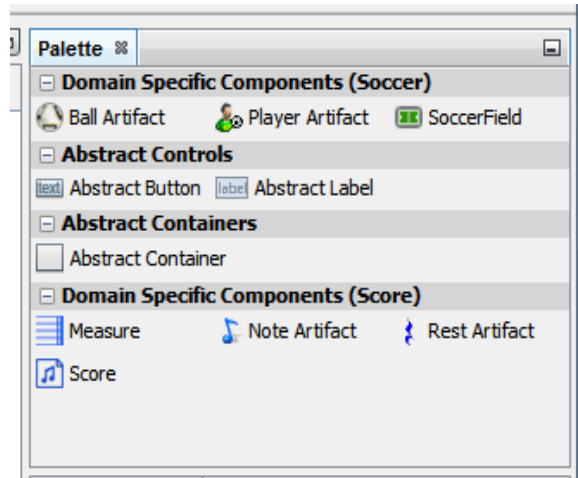 Palette
Domain Specific Components (Soccer)
Ball Artifact Player Artifact SoccerField
Abstract Controls
text Abstract Button label Abstract Label
Abstract Containers
Abstract Container
Domain Specific Components (Score)
Measure Note Artifact Rest Artifact
Score